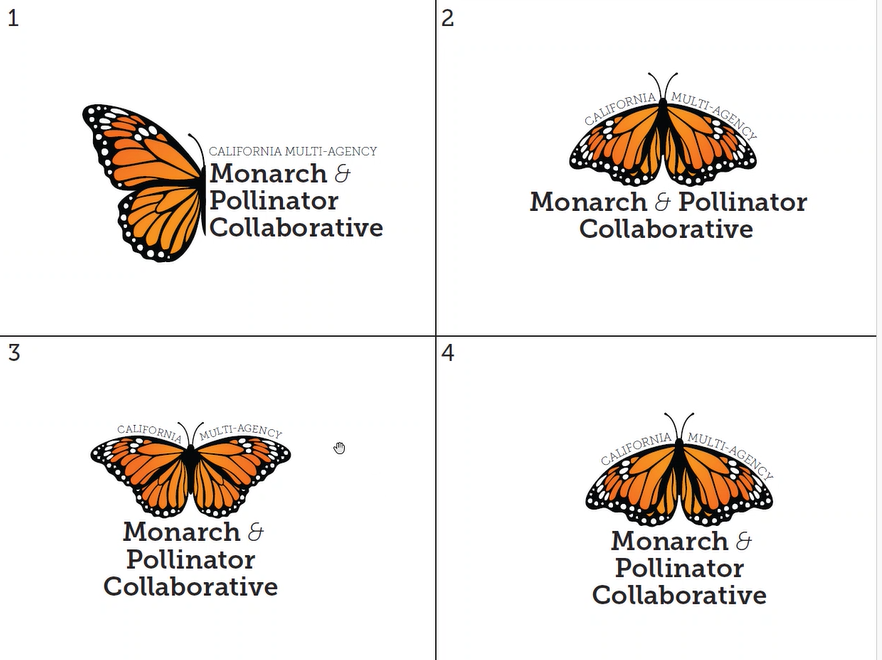 1
CALIFORNIA MULTI-AGENCY
Monarch &
Pollinator
Collaborative
2
CALIFORNIA MULTI-AGENCY
Monarch & Pollinator
Collaborative
3
CALIFORNIA MULTI-AGENCY
Monarch &
Pollinator
Collaborative
4
CALIFORNIA MULTI-AGENCY
Monarch &
Pollinator
Collaborative